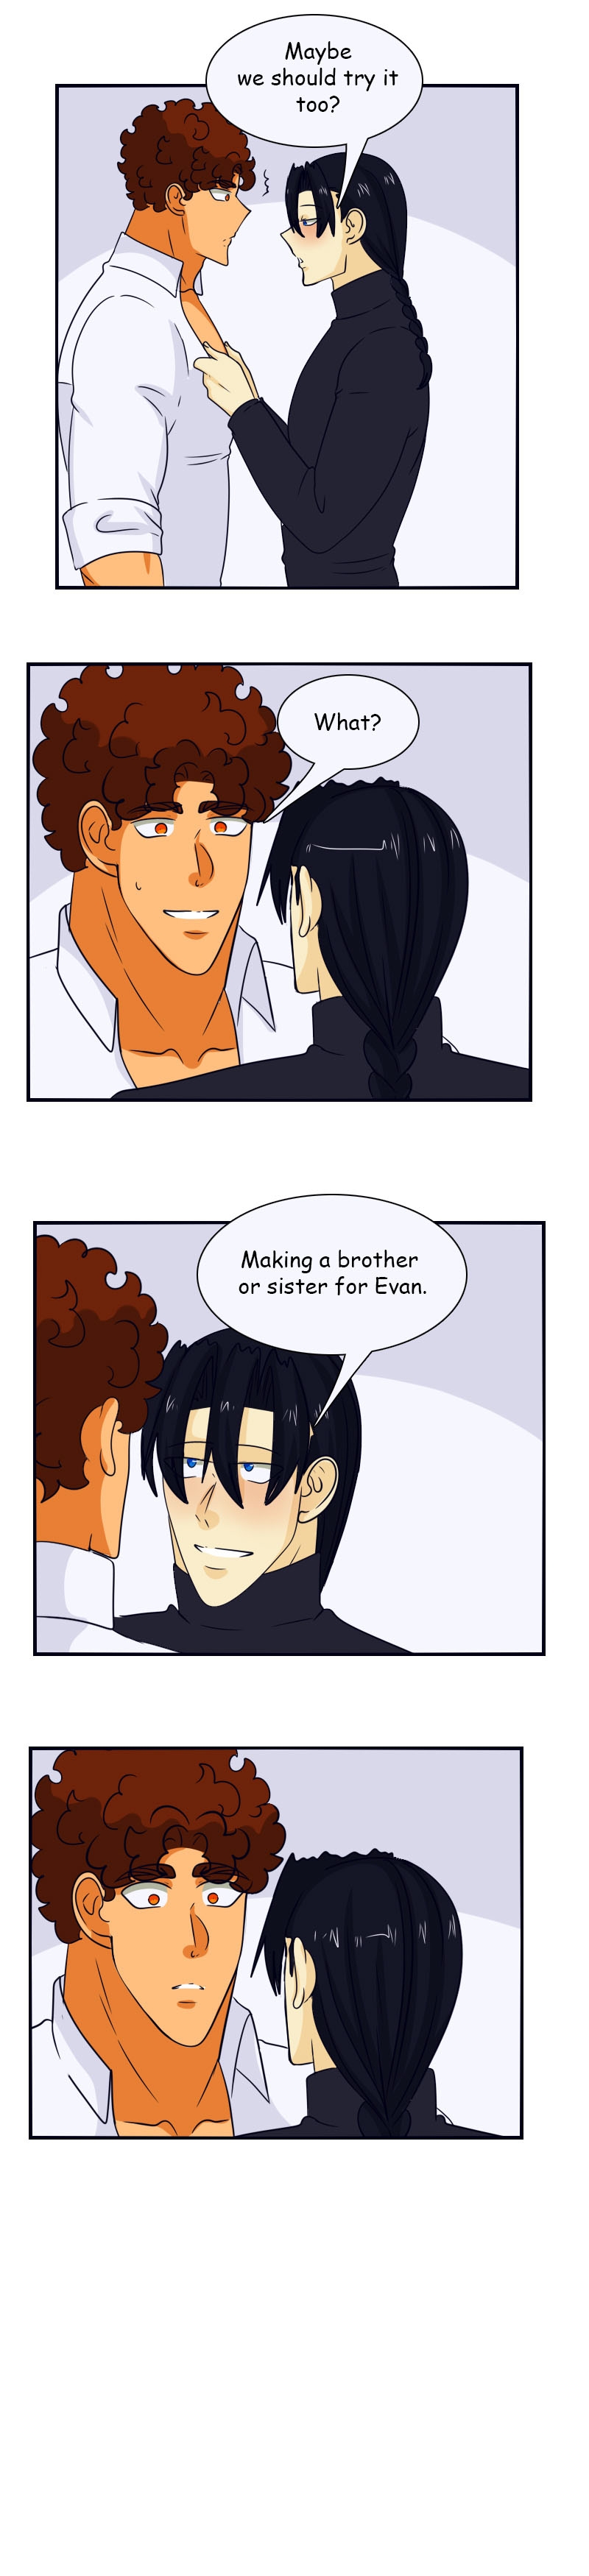 Maybe
we should try it
too?
What?
Making a brother
or sister for Evan.